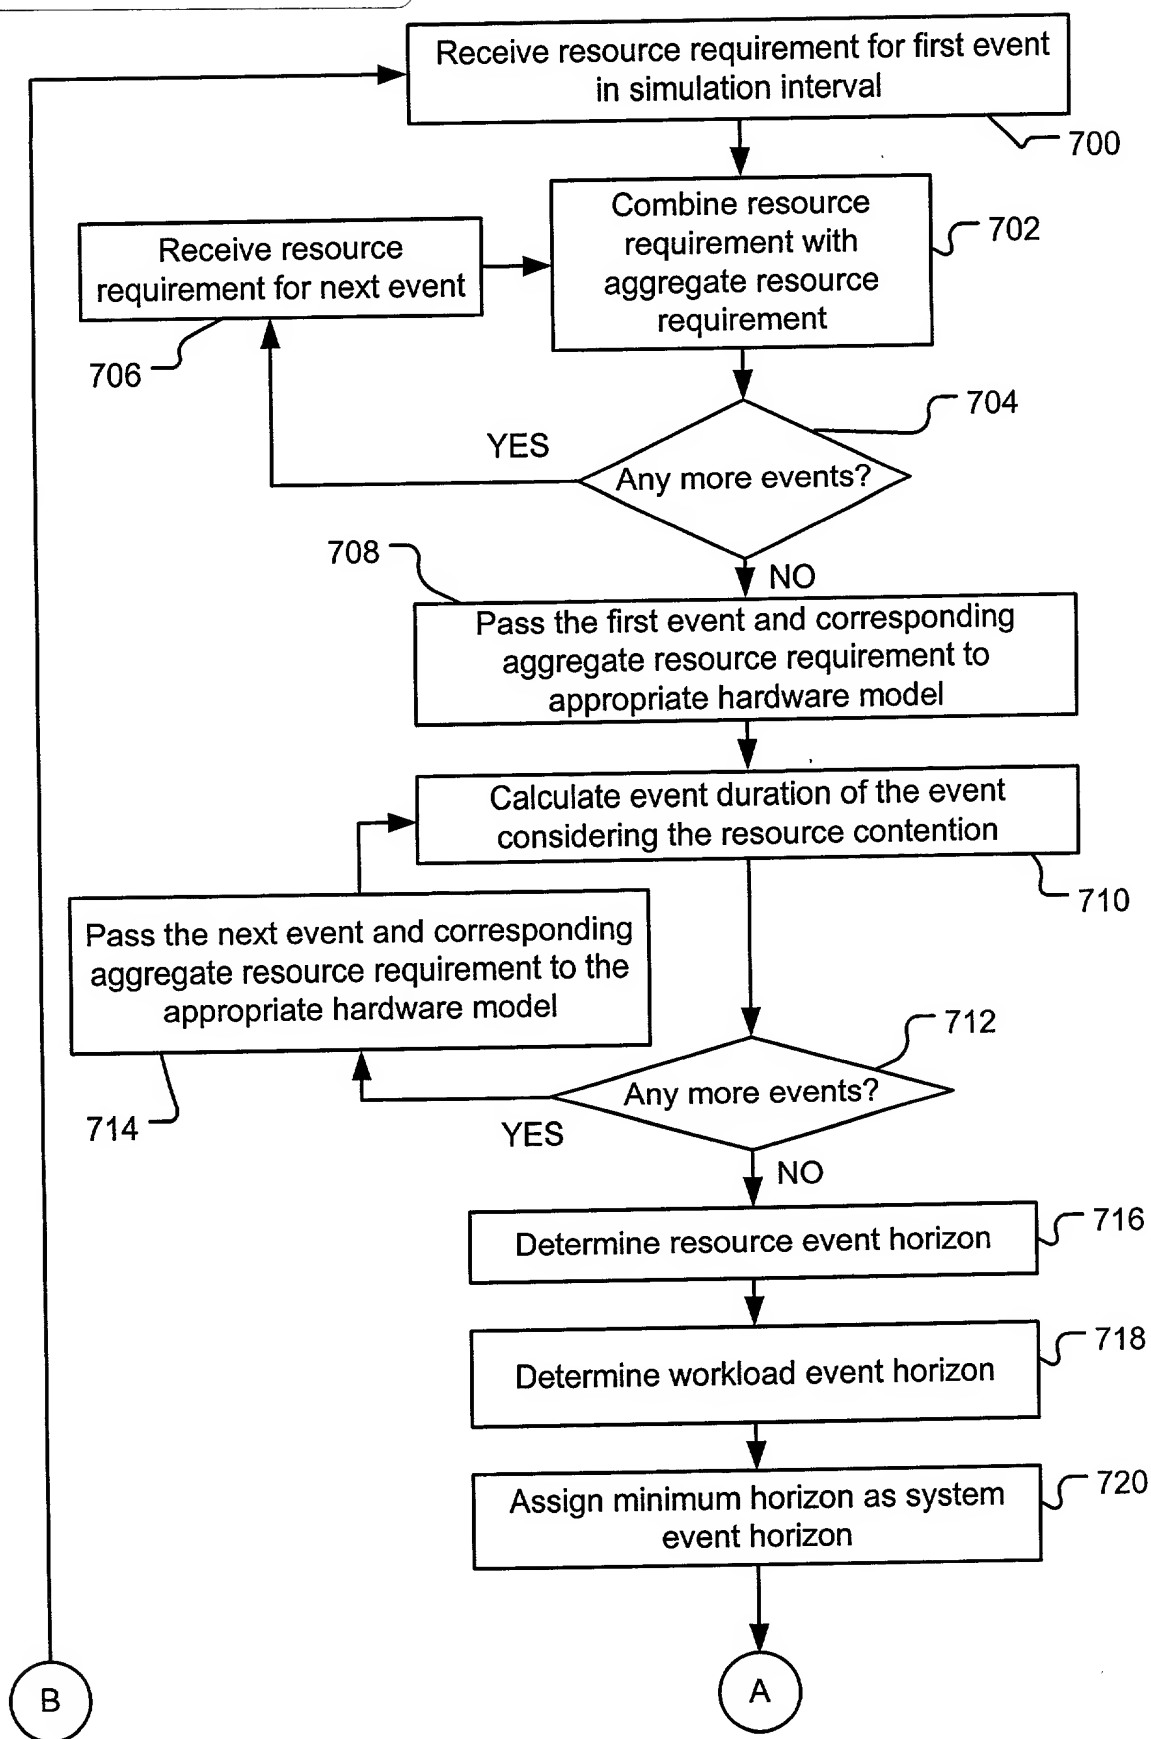 Receive resource requirement for first event
in simulation interval
700
Combine resource
requirement with
aggregate resource
requirement
702
Receive resource
requirement for next event
706
704
YES
Any more events?
708
NO
Pass the first event and corresponding
aggregate resource requirement to
appropriate hardware model
Calculate event duration of the event
considering the resource contention
710
Pass the next event and corresponding
aggregate resource requirement to the
appropriate hardware model
712
Any more events?
714
YES
NO
716
Determine resource event horizon
718
Determine workload event horizon
720
Assign minimum horizon as system
event horizon
B
A